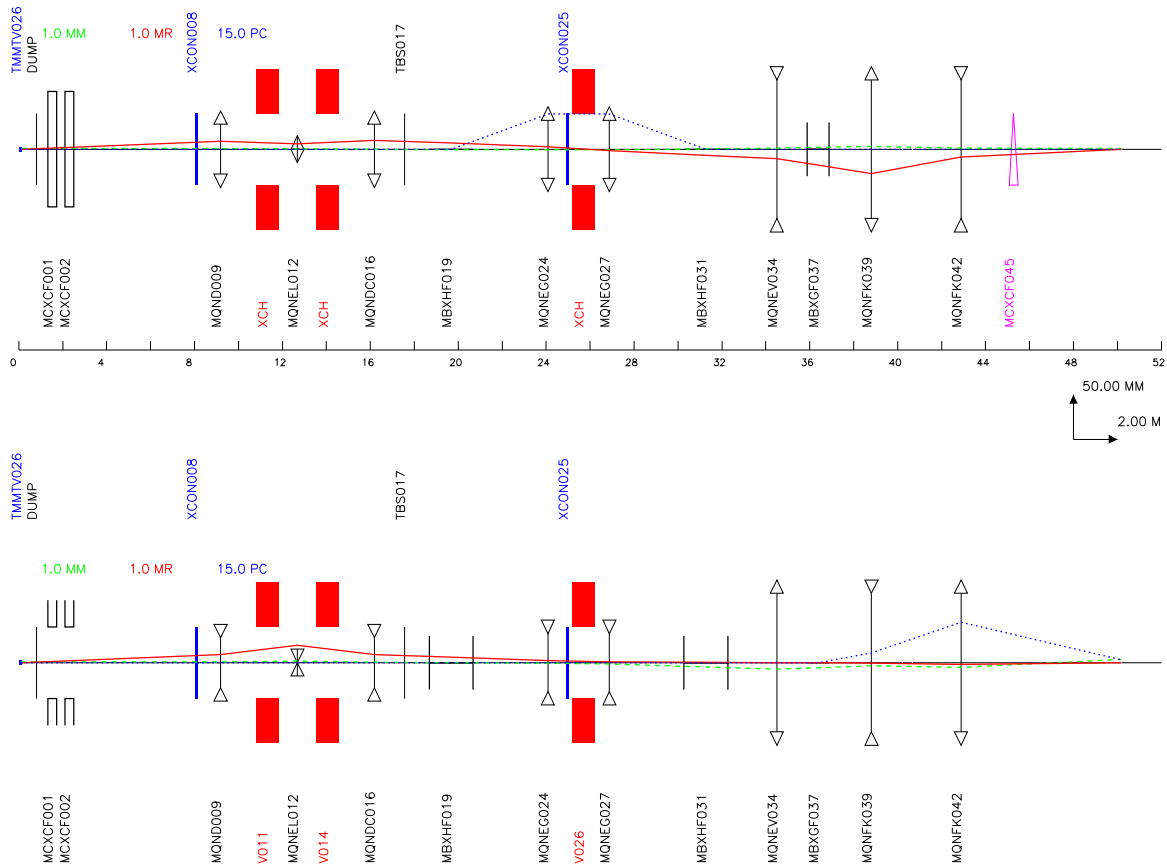 TMMTV026
DUMP
1.0 MM
1.0 MR
15.0 PC
XCON008
TBS017
XCON025
MCXCF001
MCXCF002
MQND009
XCH
MQNEL012
XCH
MQNDC016
MBXHF019
MQNEG024
XCH
MQNEG027
MBXHF031
MQNEV034
MBXGF037
MQNFK039
MQNFK042
MCXCF045
0 4 8 12 16 20 24 28 32 36 40 44 48 52
50.00 MM
2.00 M
TMMTV026
DUMP
XCON008
TBS017
XCON025
1.0 MM
1.0 MR
15.0 PC
MCXCF001
MCXCF002
MQND009
V011
MQNEL012
V014
MQNDC016
MBXHF019
MQNEG024
V026
MQNEG027
MBXHF031
MQNEV034
MBXGF037
MQNFK039
MQNFK042